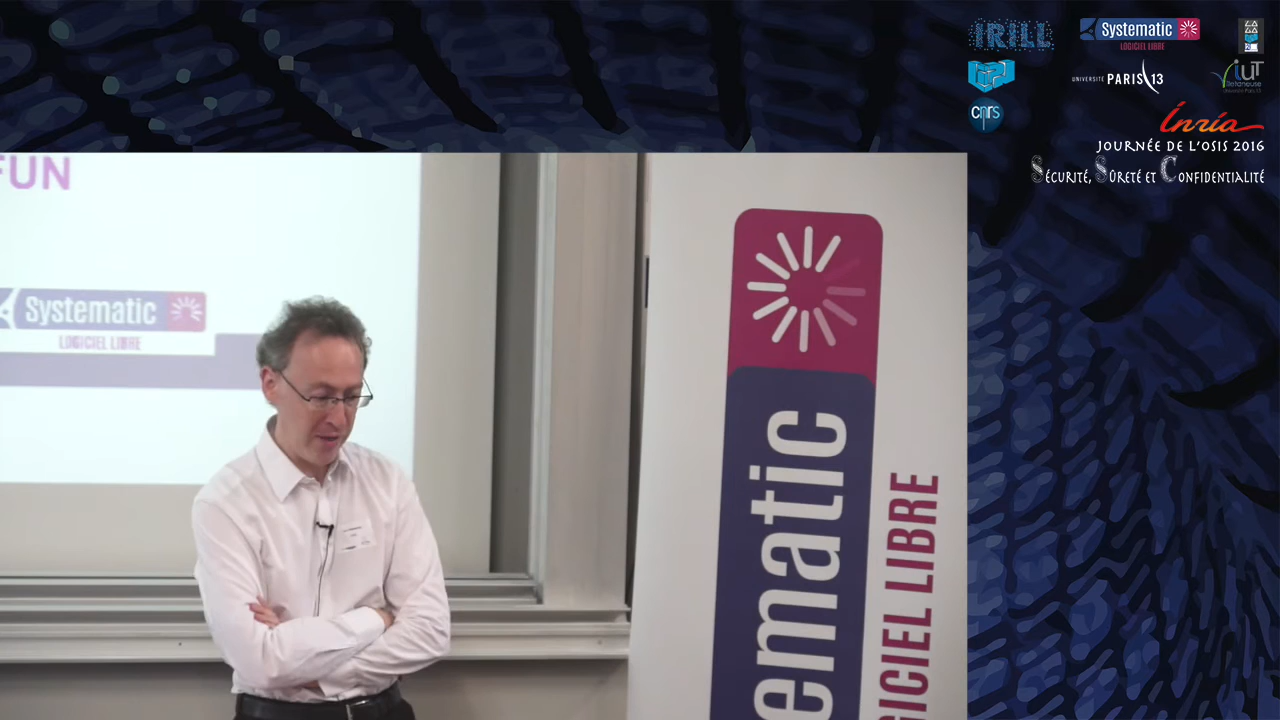 IRILL
Systematic
LOGICIEL LIBRE
UNIVERSITÉ PARIS 13
IUT
cnrs
Inria
JOURNÉE DE L'OSIS 2016
SÉCURITÉ, SÛRETÉ ET CONFIDENTIALITÉ
FUN
Systematic
LOGICIEL LIBRE
ematic
GICIEL LIBRE